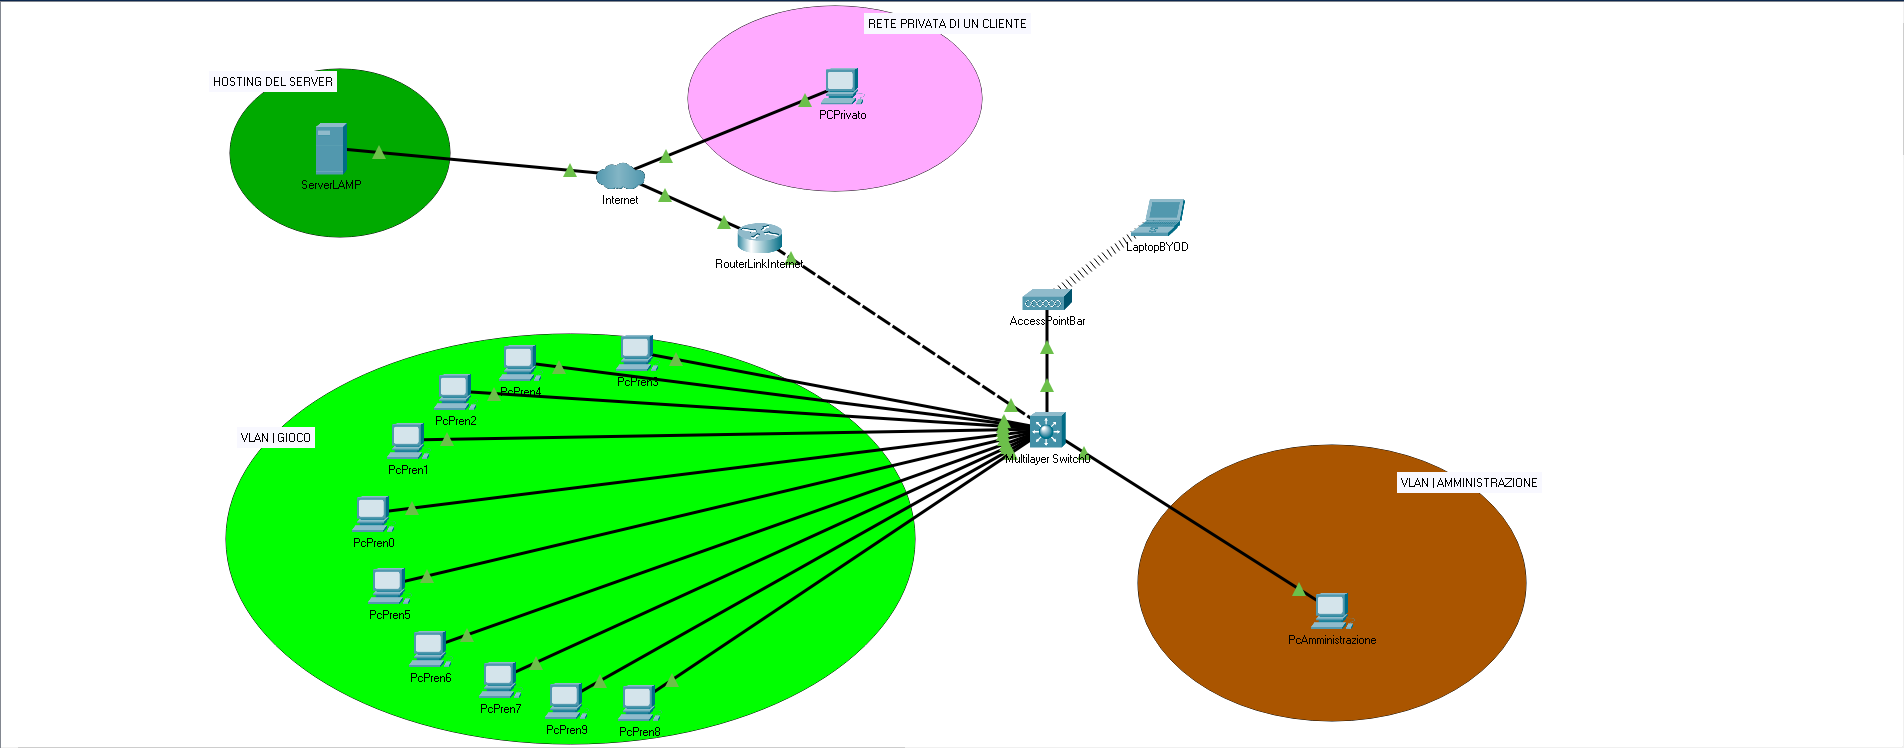 RETE PRIVATA DI UN CLIENTE
HOSTING DEL SERVER
PCPrivato
ServerLAMP
Internet
LaptopBYOD
RouterLinkInternet
AccessPointBar
PcPren3
PcPren4
PcPren2
VLAN | GIOCO
PcPren1
Multilayer Switch0
VLAN | AMMINISTRAZIONE
PcPren0
PcPren5
PcAmministrazione
PcPren6
PcPren7
PcPren9
PcPren8